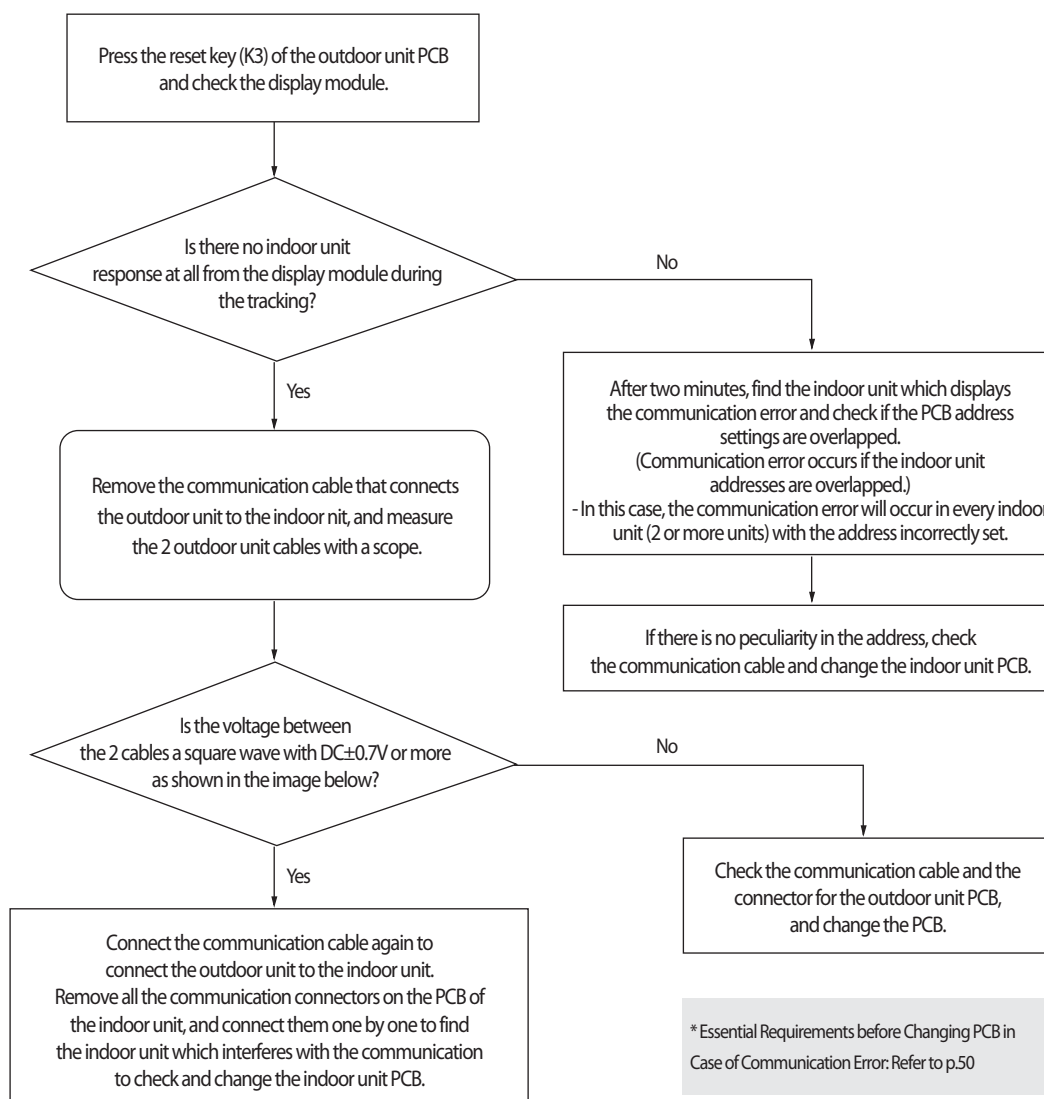 Press the reset key (K3) of the outdoor unit PCB
and check the display module.
Is there no indoor unit
response at all from the display module during
the tracking?
No
Yes
After two minutes, find the indoor unit which displays
the communication error and check if the PCB address
settings are overlapped.
(Communication error occurs if the indoor unit
addresses are overlapped.)
- In this case, the communication error will occur in every indoor
unit (2 or more units) with the address incorrectly set.
Remove the communication cable that connects
the outdoor unit to the indoor nit, and measure
the 2 outdoor unit cables with a scope.
If there is no peculiarity in the address, check
the communication cable and change the indoor unit PCB.
Is the voltage between
the 2 cables a square wave with DC±0.7V or more
as shown in the image below?
No
Yes
Check the communication cable and the
connector for the outdoor unit PCB,
and change the PCB.
Connect the communication cable again to
connect the outdoor unit to the indoor unit.
Remove all the communication connectors on the PCB of
the indoor unit, and connect them one by one to find
the indoor unit which interferes with the communication
to check and change the indoor unit PCB.
* Essential Requirements before Changing PCB in
Case of Communication Error: Refer to p.50